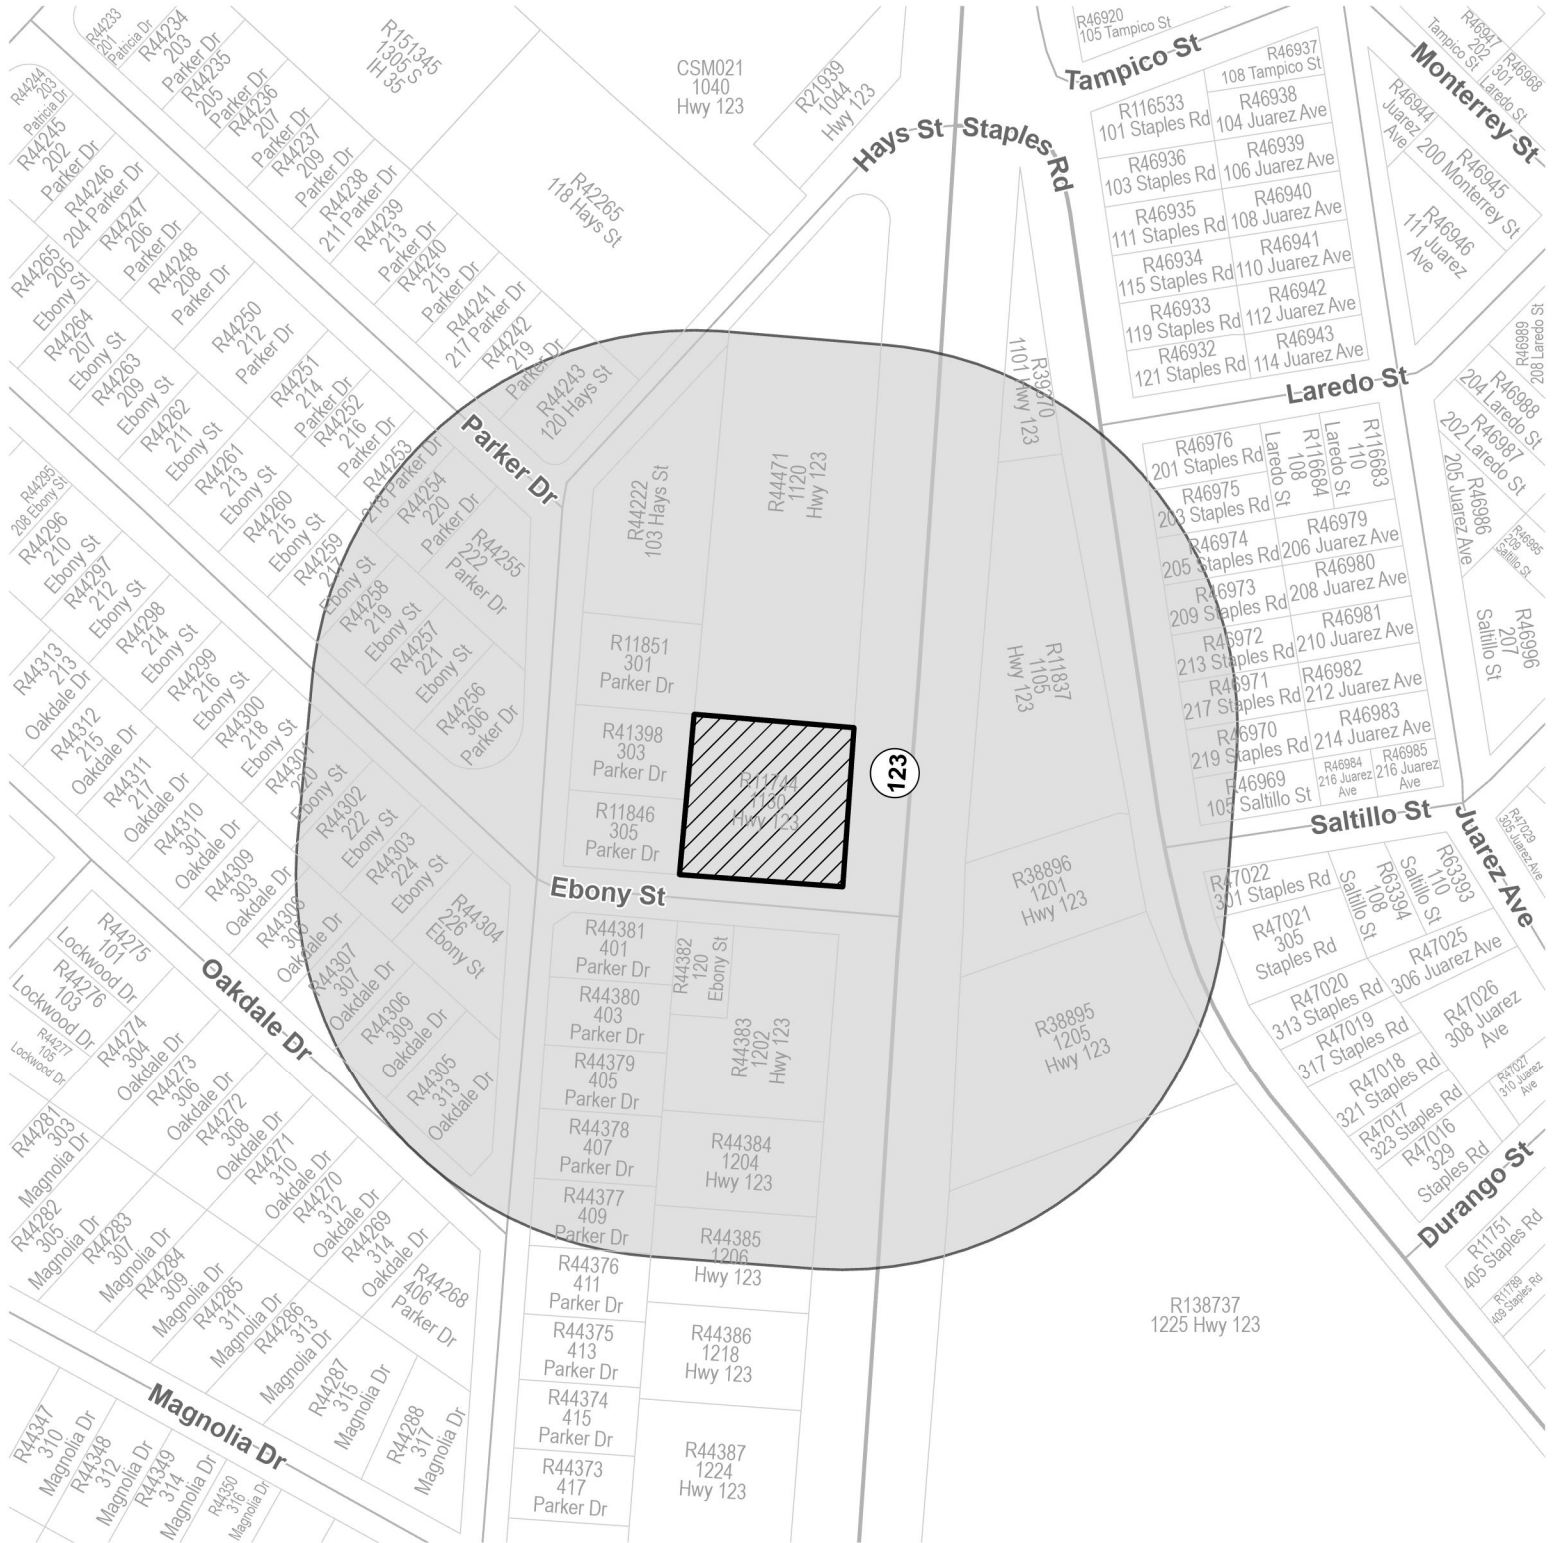 R44233
201
Patricia Dr
R44234
203
Parker Dr
R44235
205
Parker Dr
R44236
207
Parker Dr
R44237
209
Parker Dr
R44238
211 Parker Dr
R44239
213
Parker Dr
R44240
215
Parker Dr
R44241
217 Parker Dr
R44242
219
Parker Dr
R44243
120 Hays St
R151345
1305 S
IH 35
CSM021
1040
Hwy 123
R21939
1044
Hwy 123
R42265
118 Hays St
Hays St
Staples Rd
R46920
105 Tampico St
Tampico St
R46937
108 Tampico St
R116533
101 Staples Rd
R46938
104 Juarez Ave
R46936
103 Staples Rd
R46939
106 Juarez Ave
R46935
111 Staples Rd
R46940
108 Juarez Ave
R46934
115 Staples Rd
R46941
110 Juarez Ave
R46933
119 Staples Rd
R46942
112 Juarez Ave
R46932
121 Staples Rd
R46943
114 Juarez Ave
Monterrey St
R46947
202
Tampico St
R46968
301
Laredo St
R46944
Juarez
Ave
R46945
200 Monterrey St
R46946
111 Juarez
Ave
Laredo St
R46989
208 Laredo St
R46988
204 Laredo St
R46987
202 Laredo St
R46986
205 Juarez Ave
R46995
209
Saltillo St
R46996
207
Saltillo St
R44244
203
Patricia Dr
R44245
202
Parker Dr
R44246
204 Parker Dr
R44247
206
Parker Dr
R44248
208
Parker Dr
R44250
212
Parker Dr
R44251
214
Parker Dr
R44252
216
Parker Dr
R44253
218 Parker Dr
R44254
220
Parker Dr
R44255
222
Parker Dr
Parker Dr
R44265
205
Ebony St
R44264
207
Ebony St
R44263
209
Ebony St
R44262
211
Ebony St
R44261
213
Ebony St
R44260
215
Ebony St
R44259
217
Ebony St
R44258
219
Ebony St
R44257
221
Ebony St
R44256
306
Parker Dr
R44222
103 Hays St
R44471
1120
Hwy 123
R39970
1101 Hwy 123
R46976
201 Staples Rd
R116684
108
Laredo St
R116683
110
Laredo St
R46975
203 Staples Rd
R46974
205 Staples Rd
R46979
206 Juarez Ave
R46973
209 Staples Rd
R46980
208 Juarez Ave
R46972
213 Staples Rd
R46981
210 Juarez Ave
R46971
217 Staples Rd
R46982
212 Juarez Ave
R46970
219 Staples Rd
R46983
214 Juarez Ave
R46969
105 Saltillo St
R46984
216 Juarez
Ave
R46985
216 Juarez
Ave
Saltillo St
Juarez Ave
R47029
305 Juarez Ave
R11851
301
Parker Dr
R41398
303
Parker Dr
R11846
305
Parker Dr
R11744
1130
Hwy 123
123
R11837
1105
Hwy 123
R38896
1201
Hwy 123
R38895
1205
Hwy 123
R44295
208 Ebony St
R44296
210
Ebony St
R44297
212
Ebony St
R44298
214
Ebony St
R44299
216
Ebony St
R44300
218
Ebony St
R44301
220
Ebony St
R44302
222
Ebony St
R44303
224
Ebony St
R44304
226
Ebony St
Ebony St
R44313
213
Oakdale Dr
R44312
215
Oakdale Dr
R44311
217
Oakdale Dr
R44310
301
Oakdale Dr
R44309
303
Oakdale Dr
R44308
305
Oakdale Dr
R44307
307
Oakdale Dr
R44306
309
Oakdale Dr
R44305
313
Oakdale Dr
Oakdale Dr
R44381
401
Parker Dr
R44382
120
Ebony St
R44380
403
Parker Dr
R44383
1202
Hwy 123
R44379
405
Parker Dr
R44378
407
Parker Dr
R44384
1204
Hwy 123
R44377
409
Parker Dr
R44385
1206
Hwy 123
R44376
411
Parker Dr
R44375
413
Parker Dr
R44386
1218
Hwy 123
R44374
415
Parker Dr
R44373
417
Parker Dr
R44387
1224
Hwy 123
R47022
301 Staples Rd
R63394
108
Saltillo St
R63393
110
Saltillo St
R47021
305
Staples Rd
R47025
306 Juarez Ave
R47020
313 Staples Rd
R47026
308 Juarez
Ave
R47019
317 Staples Rd
R47018
321 Staples Rd
R47027
310 Juarez
Ave
R47017
323 Staples Rd
R47016
329
Staples Rd
Durango St
R11751
405 Staples Rd
R11789
409 Staples Rd
R138737
1225 Hwy 123
R44275
101
Lockwood Dr
R44276
103
Lockwood Dr
R44277
105
Lockwood Dr
R44274
304
Oakdale Dr
R44273
306
Oakdale Dr
R44272
308
Oakdale Dr
R44271
310
Oakdale Dr
R44270
312
Oakdale Dr
R44269
314
Oakdale Dr
R44268
406
Parker Dr
R44281
303
Magnolia Dr
R44282
305
Magnolia Dr
R44283
307
Magnolia Dr
R44284
309
Magnolia Dr
R44285
311
Magnolia Dr
R44286
313
Magnolia Dr
R44287
315
Magnolia Dr
R44288
317
Magnolia Dr
Magnolia Dr
R44347
310
Magnolia Dr
R44348
312
Magnolia Dr
R44349
314
Magnolia Dr
R44350
316
Magnolia Dr